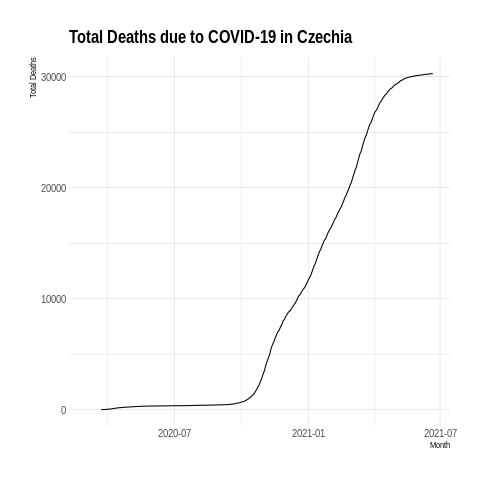 Total Deaths due to COVID-19 in Czechia
Total Deaths
30000
20000
10000
0
2020-07 2021-01 2021-07
Month